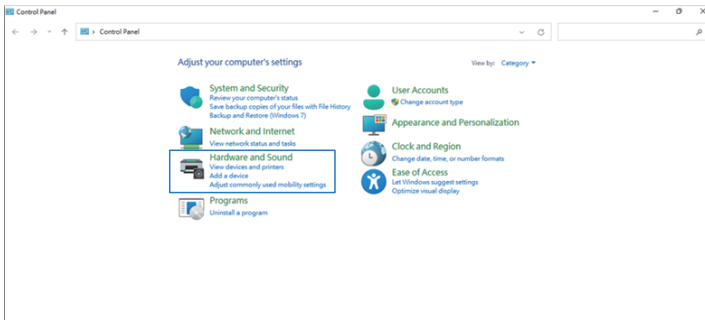 Control Panel
Control Panel
Adjust your computer's settings
View by: Category
System and Security
Review your computer's status
Save backup copies of your files with File History
Backup and Restore (Windows 7)
Network and Internet
View network status and tasks
Hardware and Sound
View devices and printers
Add a device
Adjust commonly used mobility settings
Programs
Uninstall a program
User Accounts
Change account type
Appearance and Personalization
Clock and Region
Change date, time, or number formats
Ease of Access
Let Windows suggest settings
Optimize visual display